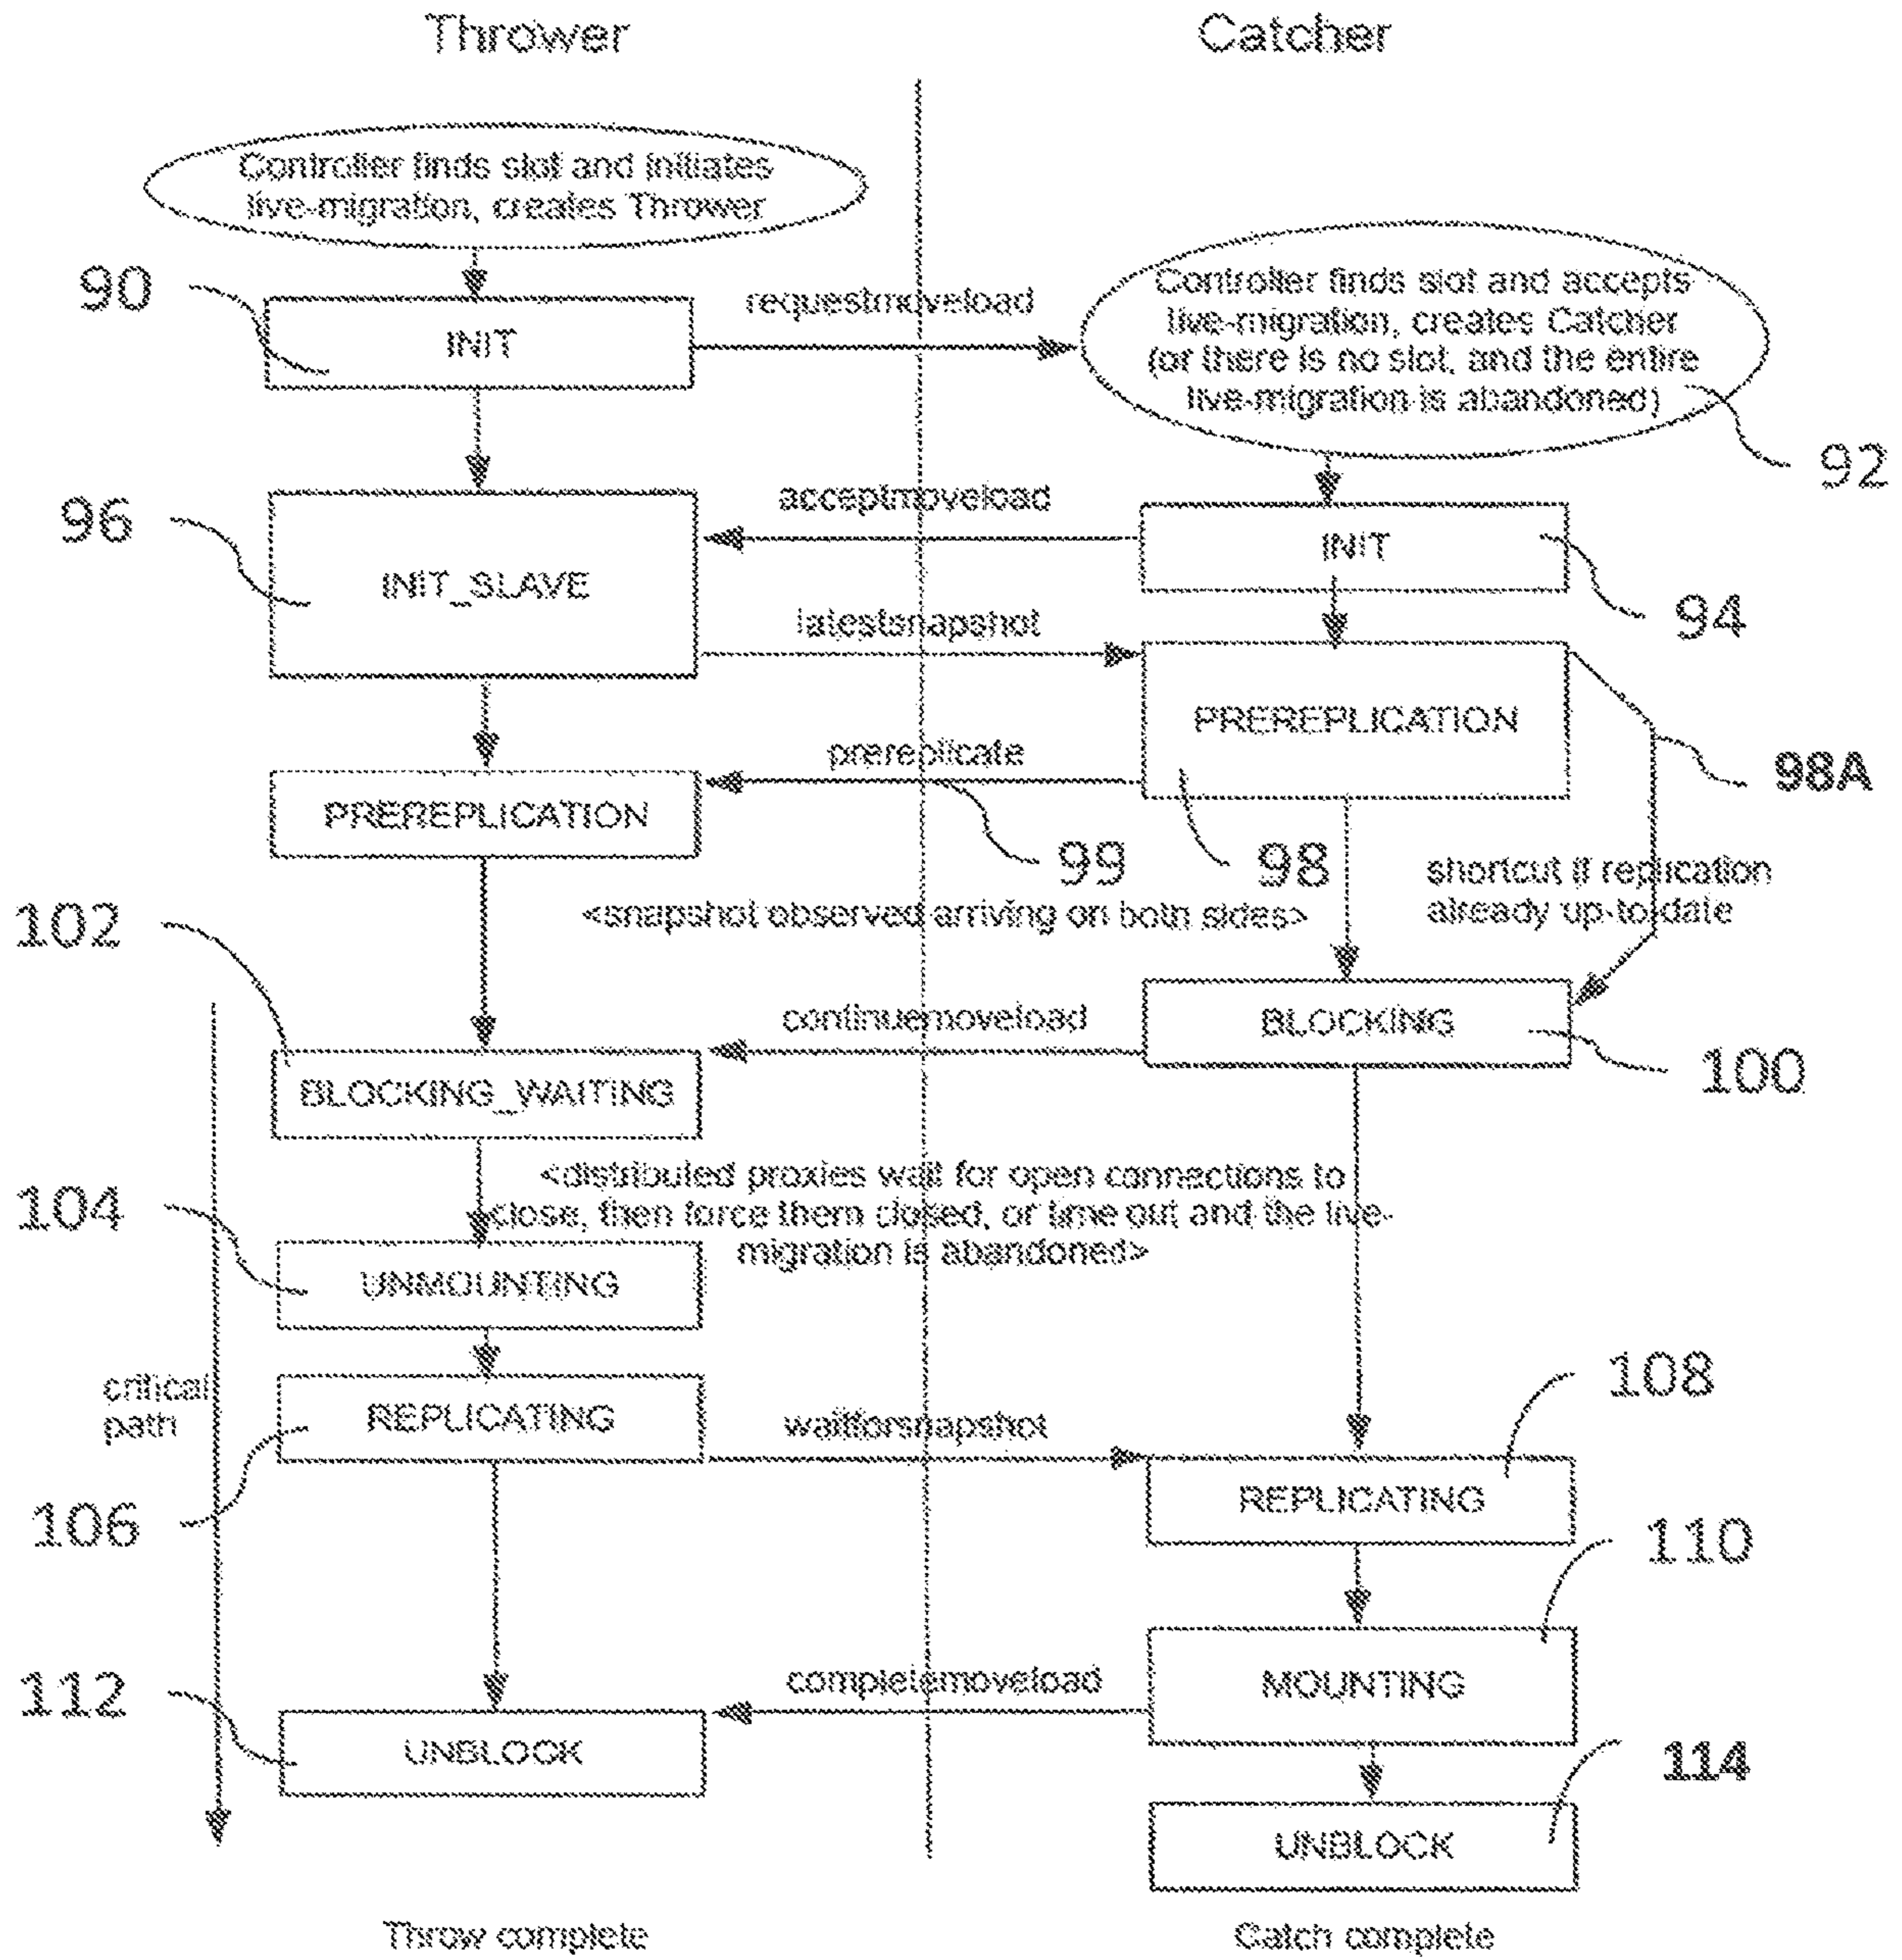 Thrower
Catcher
Controller finds slot and initiates
live-migration, creates Thrower
90
INIT
requestmoveload
Controller finds slot and accepts
live-migration, creates Catcher
(or there is no slot, and the entire
live-migration is abandoned)
92
96
INIT_SLAVE
acceptmoveload
INIT
94
latestsnapshot
PREREPLICATION
98A
prereplicate
PREREPLICATION
99
98
shortcut if replication
already up-to-date
<snapshot observed arriving on both sides>
102
continuemoveload
BLOCKING
100
BLOCKING_WAITING
<distributed proxies wait for open connections to
close, then force them closed, or time out and the live-
migration is abandoned>
104
UNMOUNTING
critical
path
REPLICATING
106
waitforsnapshot
108
REPLICATING
110
MOUNTING
112
completemoveload
UNBLOCK
114
UNBLOCK
Throw complete
Catch complete